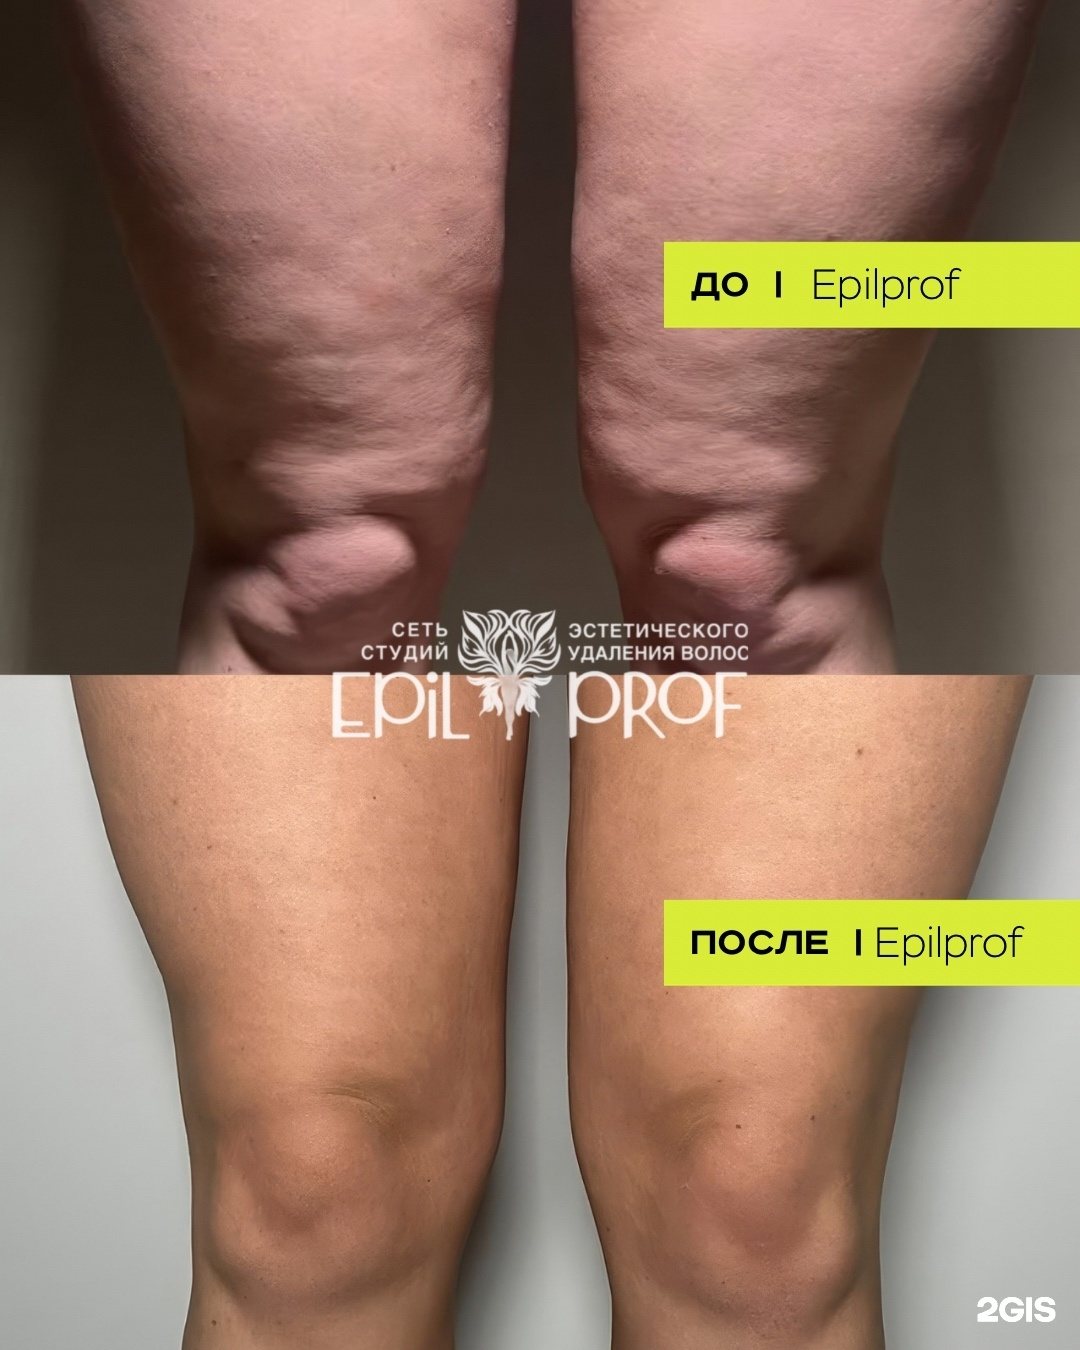 ДО | Epilprof
СЕТЬ СТУДИЙ
ЭСТЕТИЧЕСКОГО УДАЛЕНИЯ ВОЛОС
EPiL PROF
ПОСЛЕ | Epilprof
2GIS